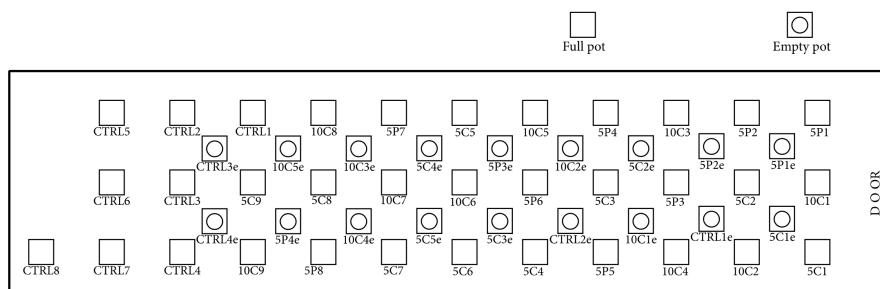 Full pot Empty pot
CTRL5 CTRL2 CTRL1 10C8 5P7 5C5 10C5 5P4 10C3 5P2 5P1
CTRL3e 10C5e 10C3e 5C4e 5P3e 10C2e 5C2e 5P2e 5P1e
CTRL6 CTRL3 5C9 5C8 10C7 10C6 5P6 5C3 5P3 5C2 10C1
CTRL4e 5P4e 10C4e 5C5e 5C3e CTRL2e 10C1e CTRL1e 5C1e
CTRL8 CTRL7 CTRL4 10C9 5P8 5C7 5C6 5C4 5P5 10C4 10C2 5C1
DOOR